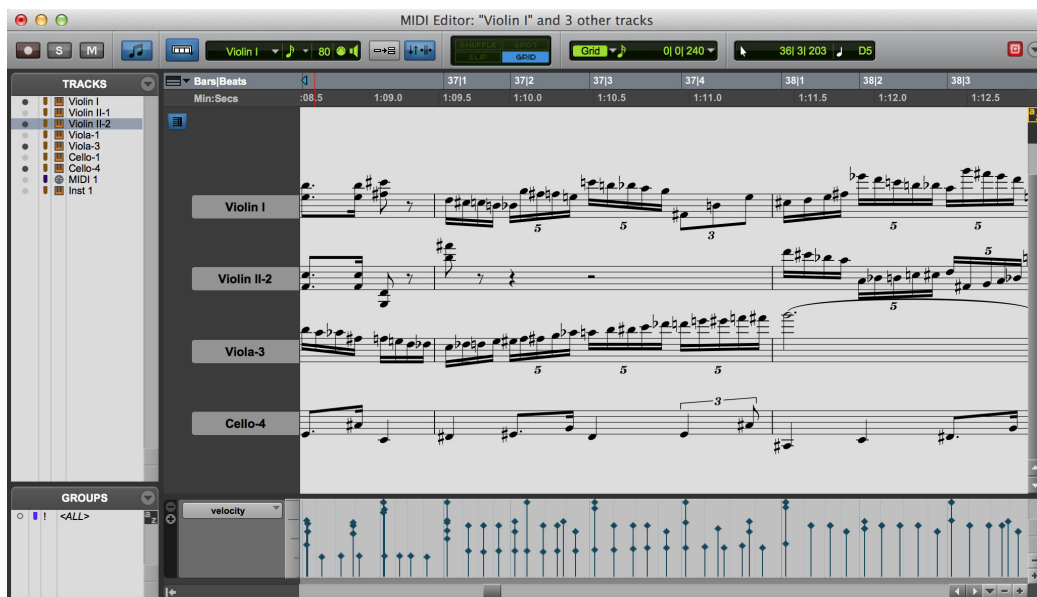 MIDI Editor: "Violin I" and 3 other tracks
S M Violin I 80 SHUFFLE SPOT Grid 0| 0| 240 36| 3| 203 D5
SLIP GRID
TRACKS
Violin I
Violin II-1
Violin II-2
Viola-1
Viola-3
Cello-1
Cello-4
MIDI 1
Inst 1
Bars|Beats 37|1 37|2 37|3 37|4 38|1 38|2 38|3
Min:Secs :08.5 1:09.0 1:09.5 1:10.0 1:10.5 1:11.0 1:11.5 1:12.0 1:12.5
a
Violin I
5 5 3 5 5
Violin II-2
5
5
Viola-3
5 5 5
Cello-4
3
GROUPS
! <ALL>
a
z
velocity